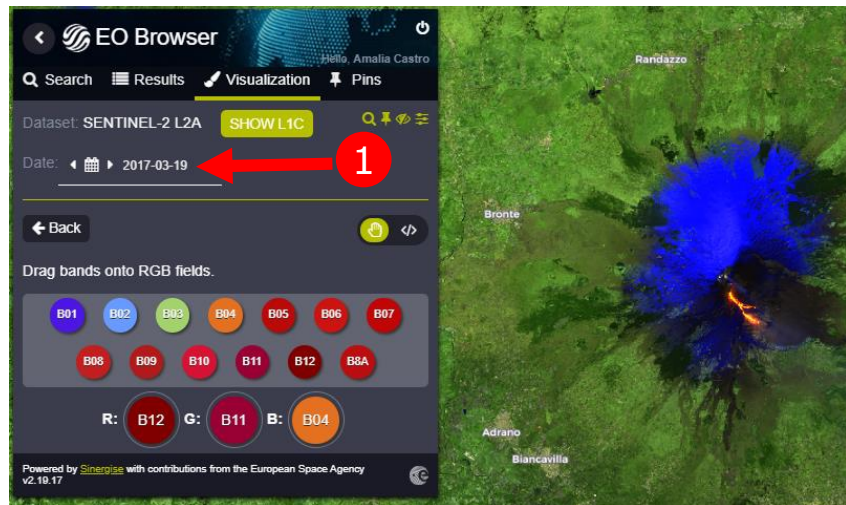 EO Browser
Hello, Amalia Castro
Search Results Visualization Pins
Dataset: SENTINEL-2 L2A SHOW L1C
Date: 2017-03-19
1
Back </>
Drag bands onto RGB fields.
B01 B02 B03 B04 B05 B06 B07
B08 B09 B10 B11 B12 B8A
R: B12 G: B11 B: B04
Powered by Sinergise with contributions from the European Space Agency
v2.19.17
Randazzo
Bronte
Adrano
Biancavilla